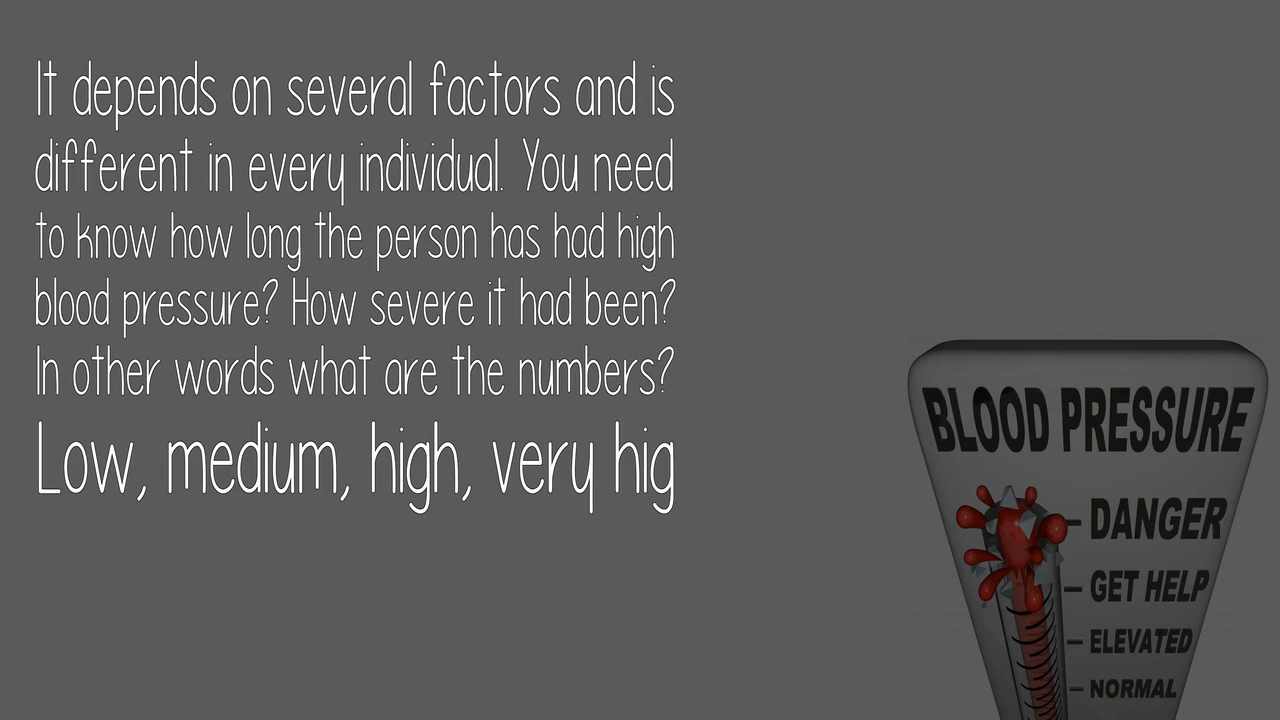 It depends on several factors and is
different in every individual. You need
to know how long the person has had high
blood pressure? How severe it had been?
In other words what are the numbers?
Low, medium, high, very hig
BLOOD PRESSURE
DANGER
GET HELP
ELEVATED
NORMAL